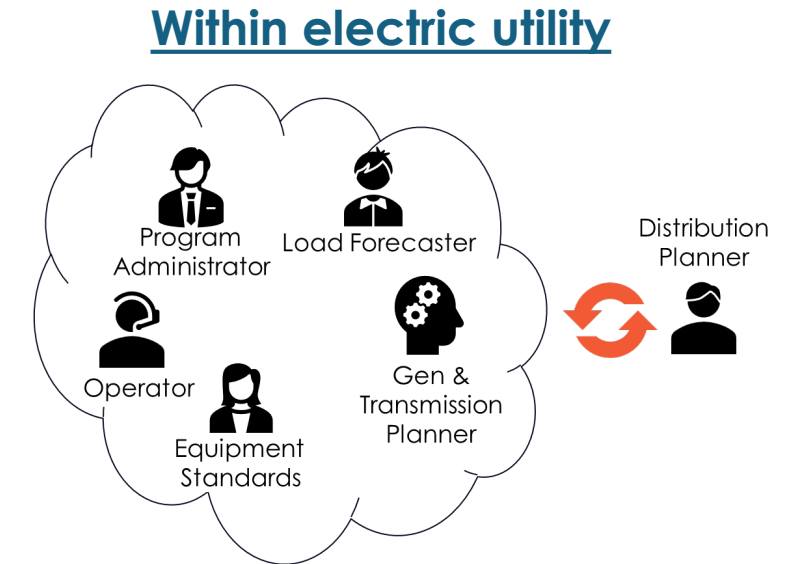 Within electric utility
Program
Administrator
Load Forecaster
Distribution
Planner
Operator
Gen &
Transmission
Planner
Equipment
Standards